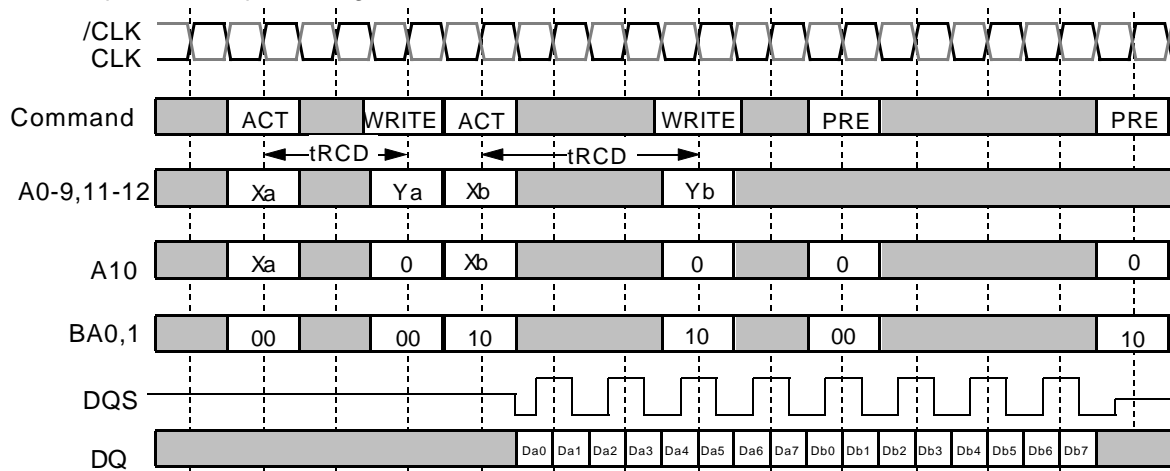 /CLK
CLK
Command ACT WRITE ACT WRITE PRE PRE
tRCD tRCD
A0-9,11-12 Xa Ya Xb Yb
A10 Xa 0 Xb 0 0 0
BA0,1 00 00 10 10 00 10
DQS
DQ Da0 Da1 Da2 Da3 Da4 Da5 Da6 Da7 Db0 Db1 Db2 Db3 Db4 Db5 Db6 Db7